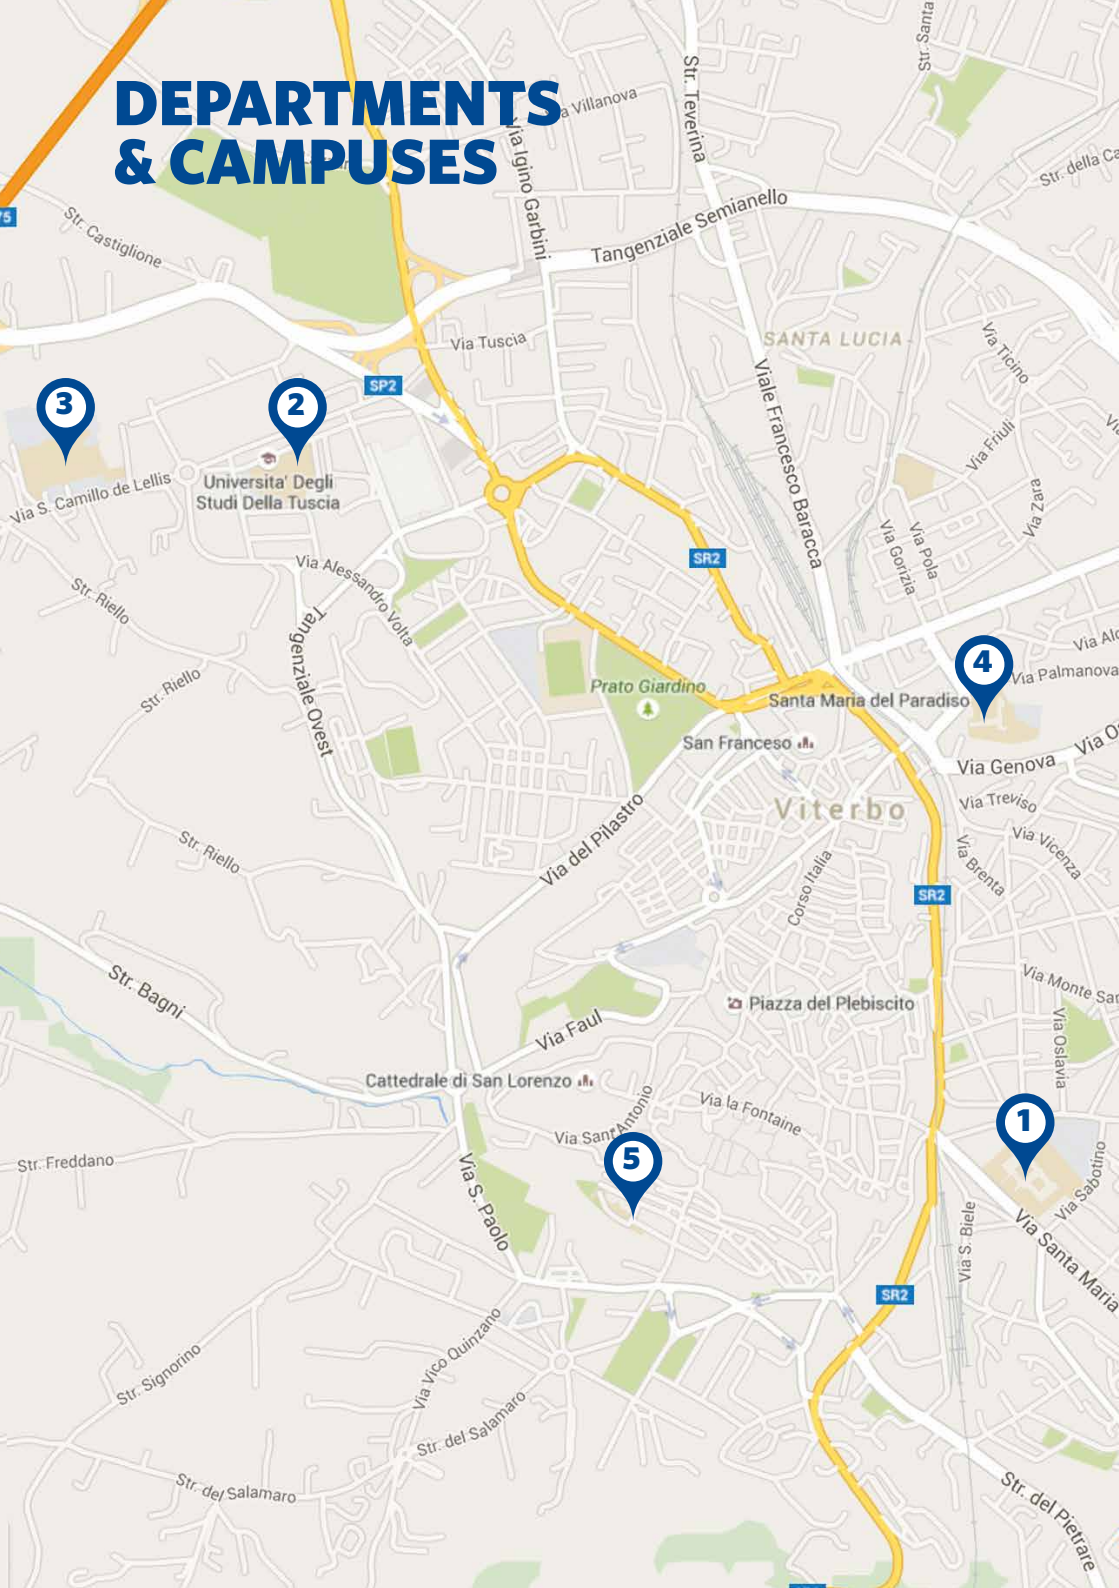 DEPARTMENTS
& CAMPUSES
Str. Santa
Str. Teverina
a Villanova
Via Igino Garbini
Str. della Ca
75
Str. Castiglione
Tangenziale Semianello
Via Tuscia
SANTA LUCIA
Via Ticino
SP2
Viale Francesco Baracca
3
2
Via Friuli
Universita' Degli
Studi Della Tuscia
Via S. Camillo de Lellis
Via Zara
Via Pola
Via Gorizia
SR2
Via Alessandro Volta
Str. Riello
Tangenziale Ovest
4
Via Palmanova
Str. Riello
Prato Giardino
Santa Maria del Paradiso
San Franceso
Via Genova
Viterbo
Via Treviso
Via Vicenza
Via Brenta
Str. Riello
Via del Pilastro
Corso Italia
SR2
Str. Bagni
Via Monte Sar
Piazza del Plebiscito
Via Faul
Via Oslavia
Cattedrale di San Lorenzo
Via la Fontaine
Via Sant'Antonio
1
5
Str. Freddano
Via S. Paolo
Via Sabotino
Via S. Biele
Via Santa Maria
SR2
Via Vico Quinzano
Str. Signorino
Str. del Salamaro
Str. del Salamaro
Str. del Pietrare